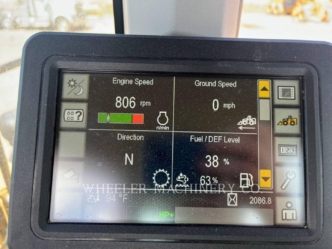 Engine Speed
Ground Speed
806 rpm
0 mph
n/min
Direction
Fuel / DEF Level
N
38 %
63 %
WHEELER MACHINERY CO
94 °F
2086.8